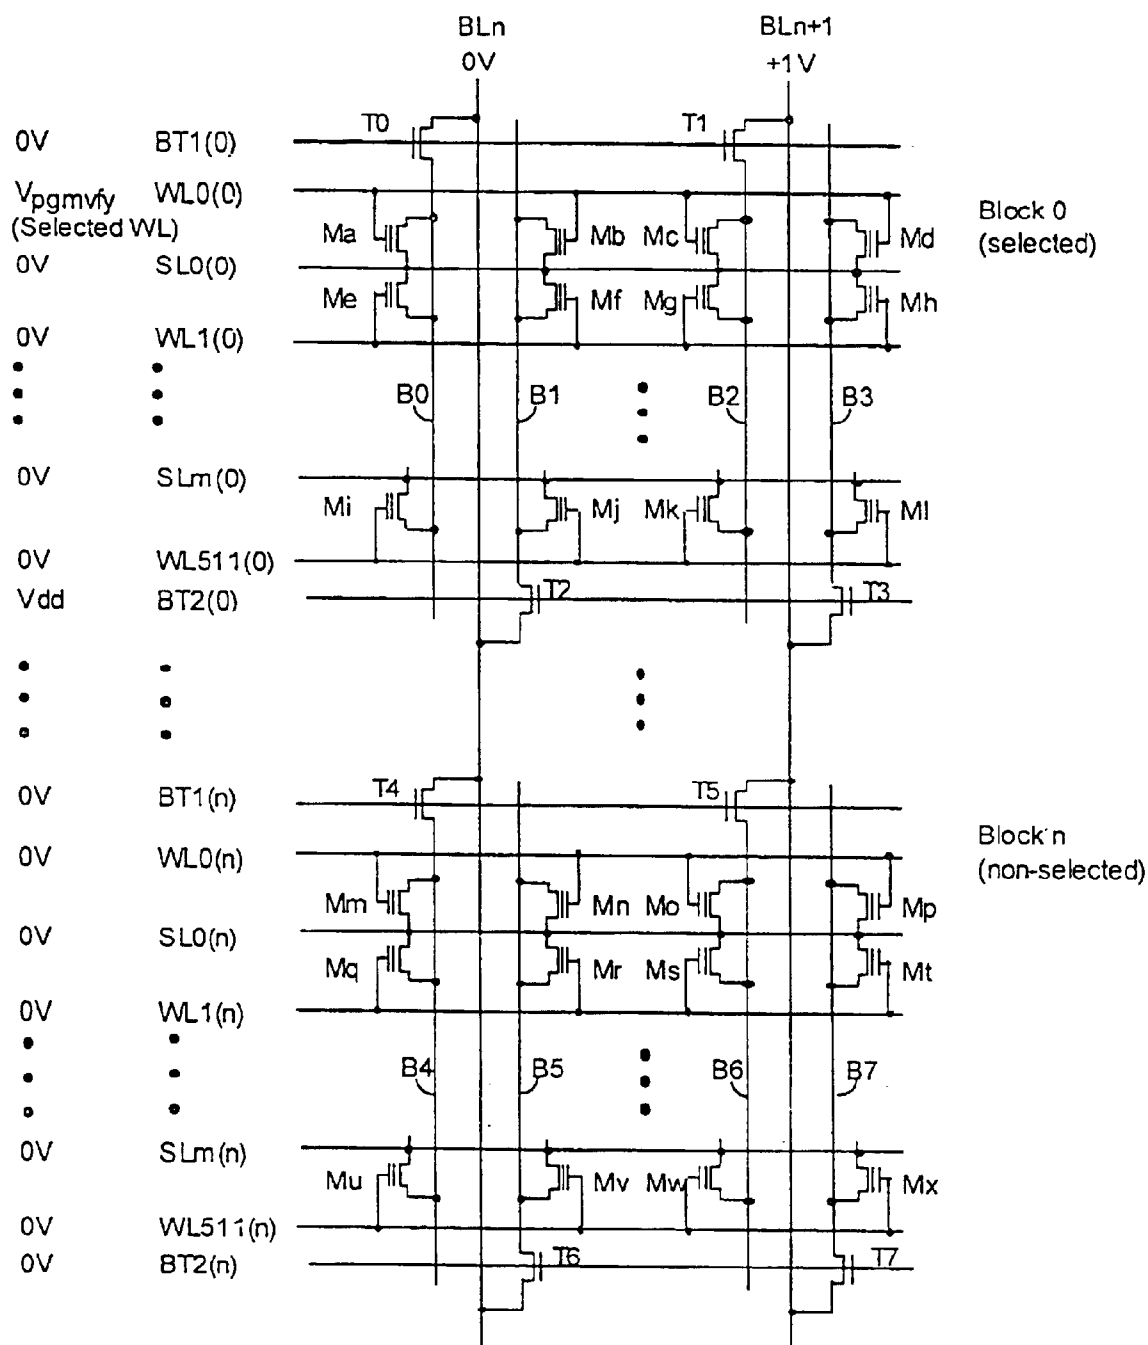 BLn BLn+1
0V +1V
T0 T1
0V BT1(0)
Vpgmvfy WL0(0)
(Selected WL)
Block 0
(selected)
Ma Mb Mc Md
0V SL0(0)
Me Mf Mg Mh
0V WL1(0)
B0 B1 B2 B3
0V SLm(0)
Mi Mj Mk Ml
0V WL511(0)
Vdd BT2(0) T2 T3
T4 T5
0V BT1(n)
Block n
(non-selected)
0V WL0(n)
Mm Mn Mo Mp
0V SL0(n)
Mq Mr Ms Mt
0V WL1(n)
B4 B5 B6 B7
0V SLm(n)
Mu Mv Mw Mx
0V WL511(n)
0V BT2(n) T6 T7